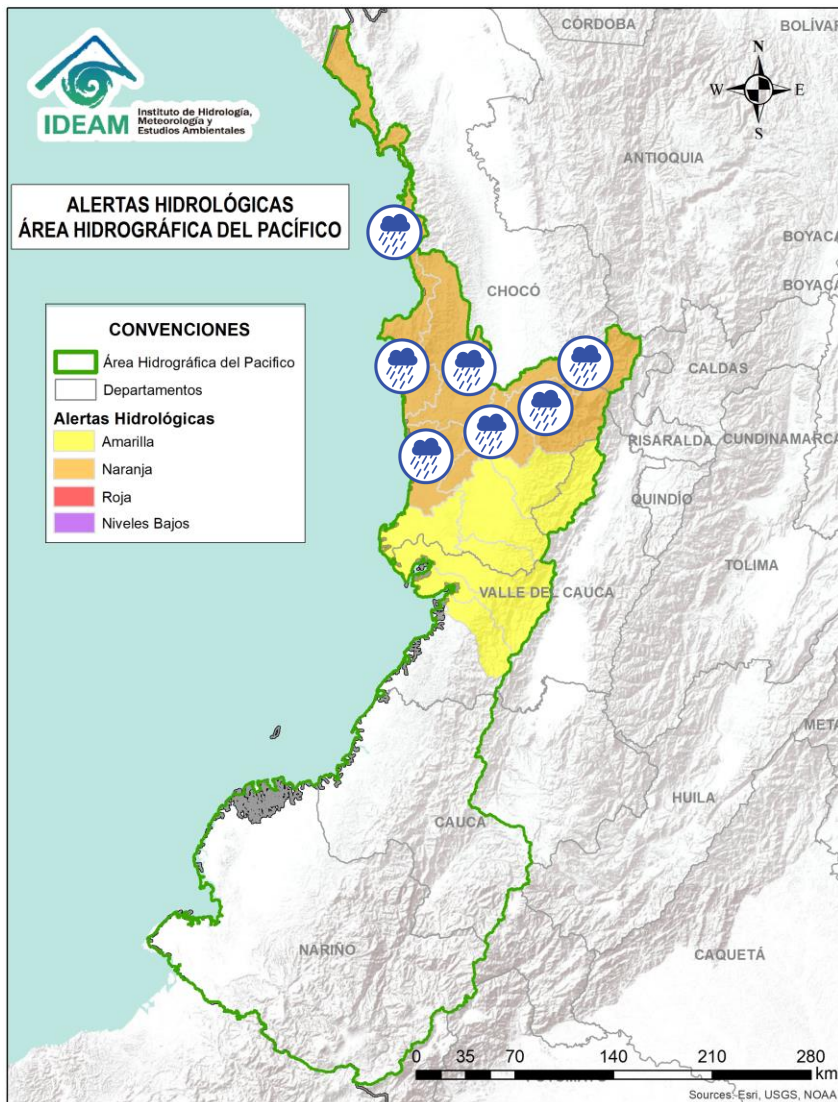 CÓRDOBA
BOLÍVAR
N
W E
S
IDEAM
Instituto de Hidrología,
Meteorología y
Estudios Ambientales
ANTIOQUIA
ALERTAS HIDROLÓGICAS
ÁREA HIDROGRÁFICA DEL PACÍFICO
BOYACÁ
BOYACÁ
CHOCÓ
CONVENCIONES
Área Hidrográfica del Pacifico
Departamentos
Alertas Hidrológicas
Amarilla
Naranja
Roja
Niveles Bajos
CALDAS
RISARALDA
CUNDINAMARCA
QUINDÍO
TOLIMA
VALLE DEL CAUCA
META
HUILA
CAUCA
NARIÑO
CAQUETÁ
0 35 70 140 210 280
km
Sources: Esri, USGS, NOAA